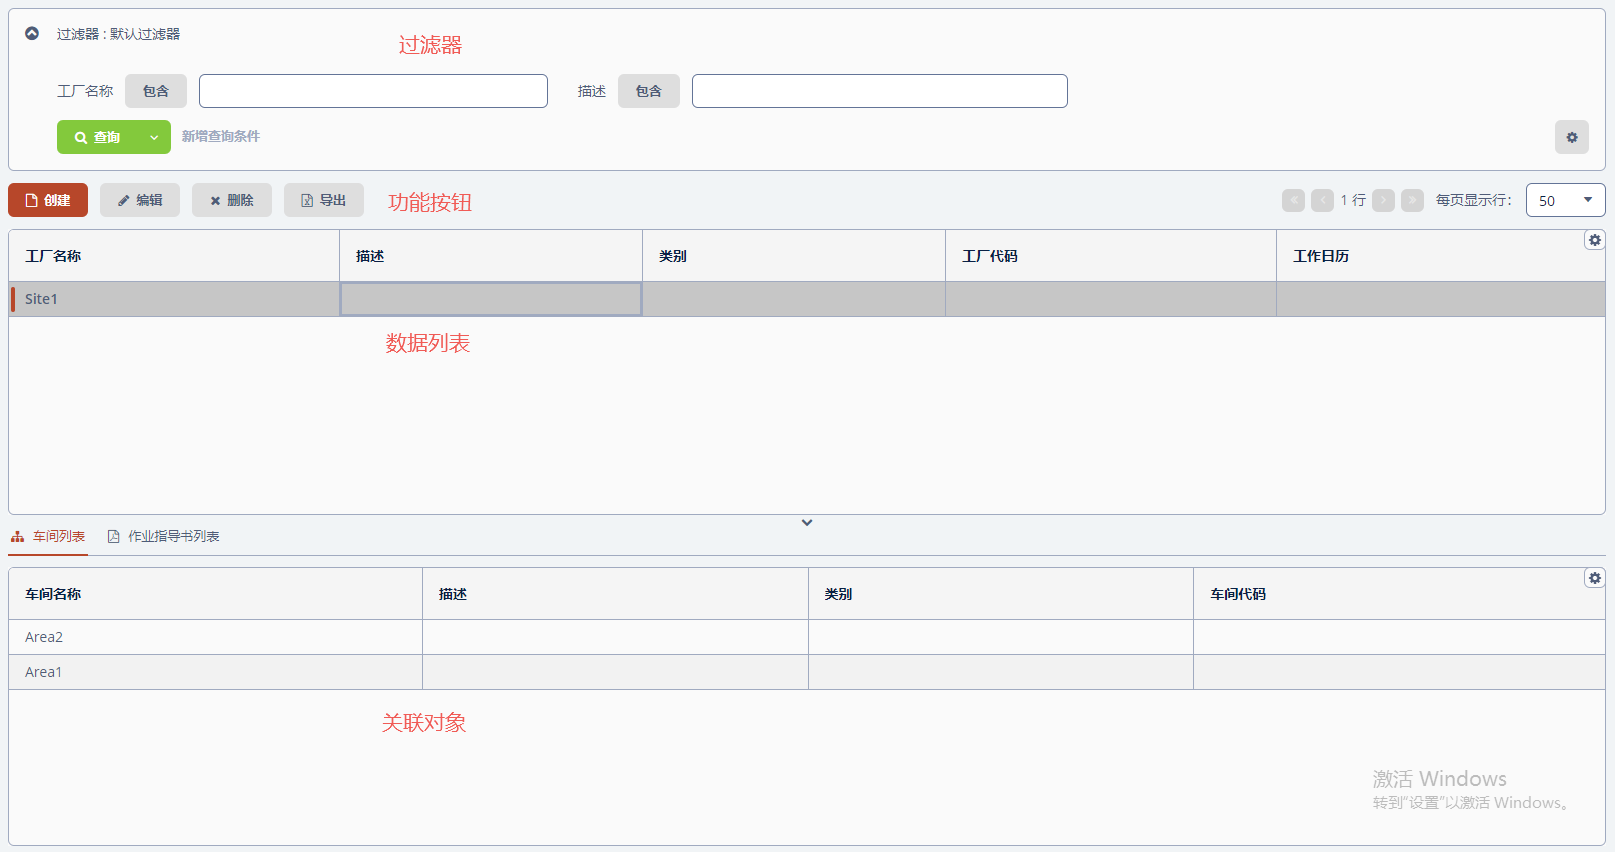 过滤器 : 默认过滤器
过滤器
工厂名称 包含 描述 包含
查询 新增查询条件
创建 编辑 删除 导出 功能按钮 1 行 每页显示行: 50
工厂名称 描述 类别 工厂代码 工作日历
Site1
数据列表
车间列表 作业指导书列表
车间名称 描述 类别 车间代码
Area2
Area1
关联对象
激活 Windows
转到“设置”以激活 Windows。